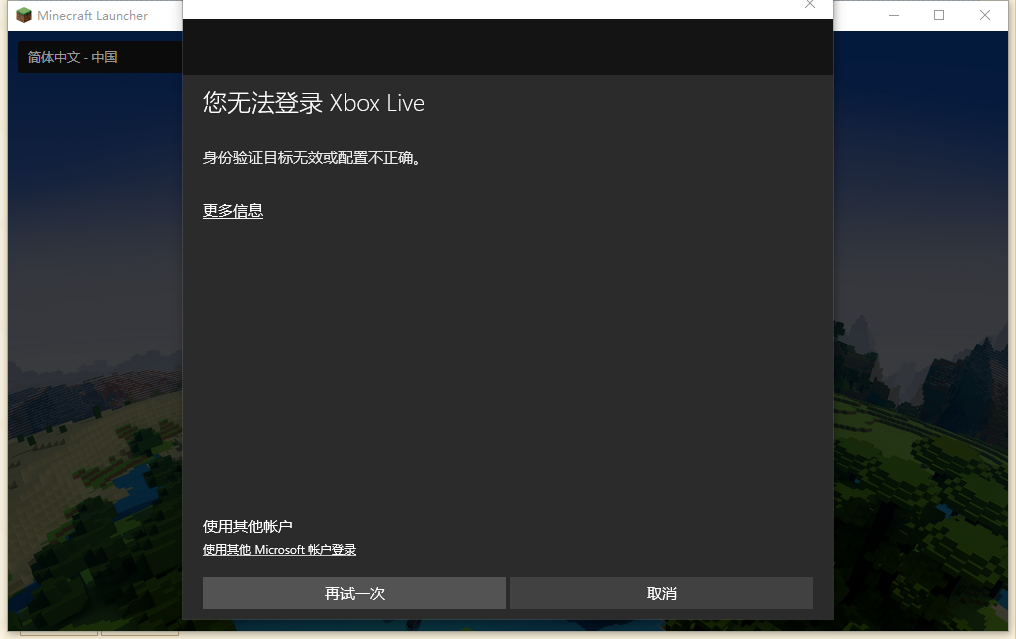 Minecraft Launcher
简体中文 - 中国
您无法登录 Xbox Live
身份验证目标无效或配置不正确。
更多信息
使用其他帐户
使用其他 Microsoft 帐户登录
再试一次
取消